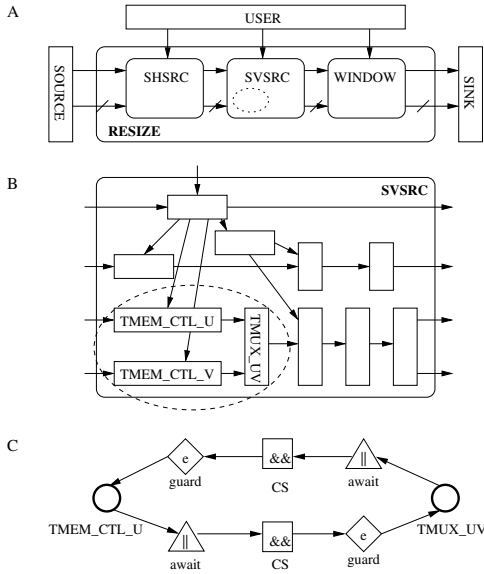 A
USER
SOURCE
SHSRC
SVSRC
WINDOW
SINK
RESIZE
B
SVSRC
TMEM_CTL_U
TMUX_UV
TMEM_CTL_V
C
e
guard
&&
CS
||
await
TMEM_CTL_U
TMUX_UV
||
await
&&
CS
e
guard